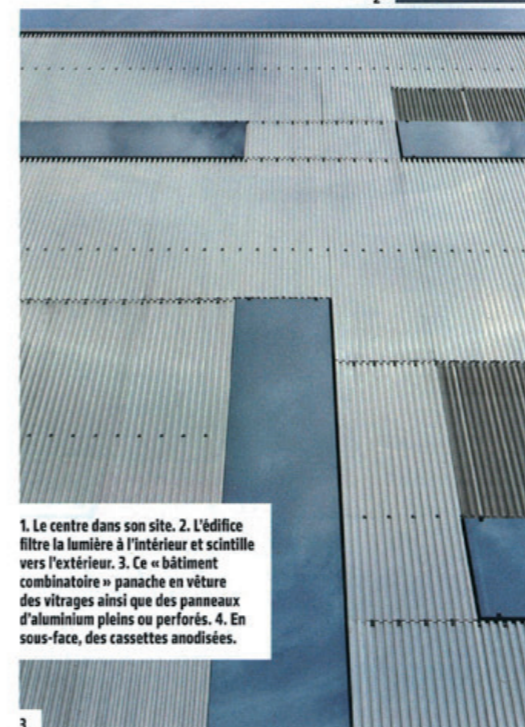 1. Le centre dans son site. 2. L'édifice
filtre la lumière à l'intérieur et scintille
vers l'extérieur. 3. Ce « bâtiment
combinatoire » panache en vêture
des vitrages ainsi que des panneaux
d'aluminium pleins ou perforés. 4. En
sous-face, des cassettes anodisées.
3